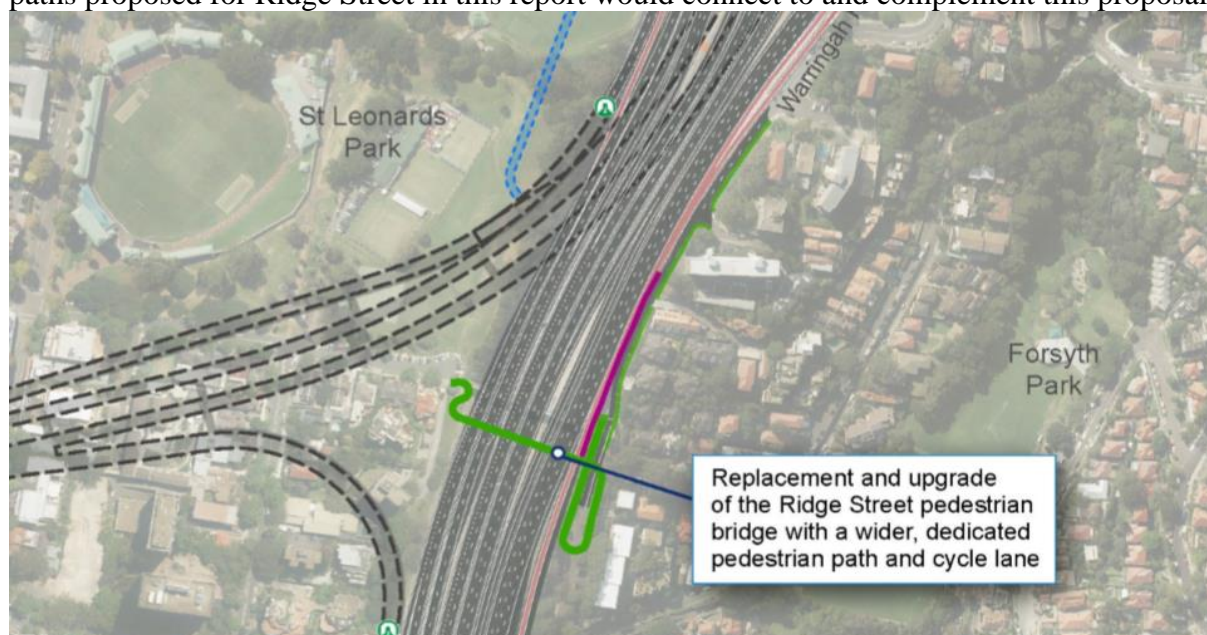 paths proposed for Ridge Street in this report would connect to and complement this proposal
St Leonards
Park
Warringah
Forsyth
Park
Replacement and upgrade
of the Ridge Street pedestrian
bridge with a wider, dedicated
pedestrian path and cycle lane